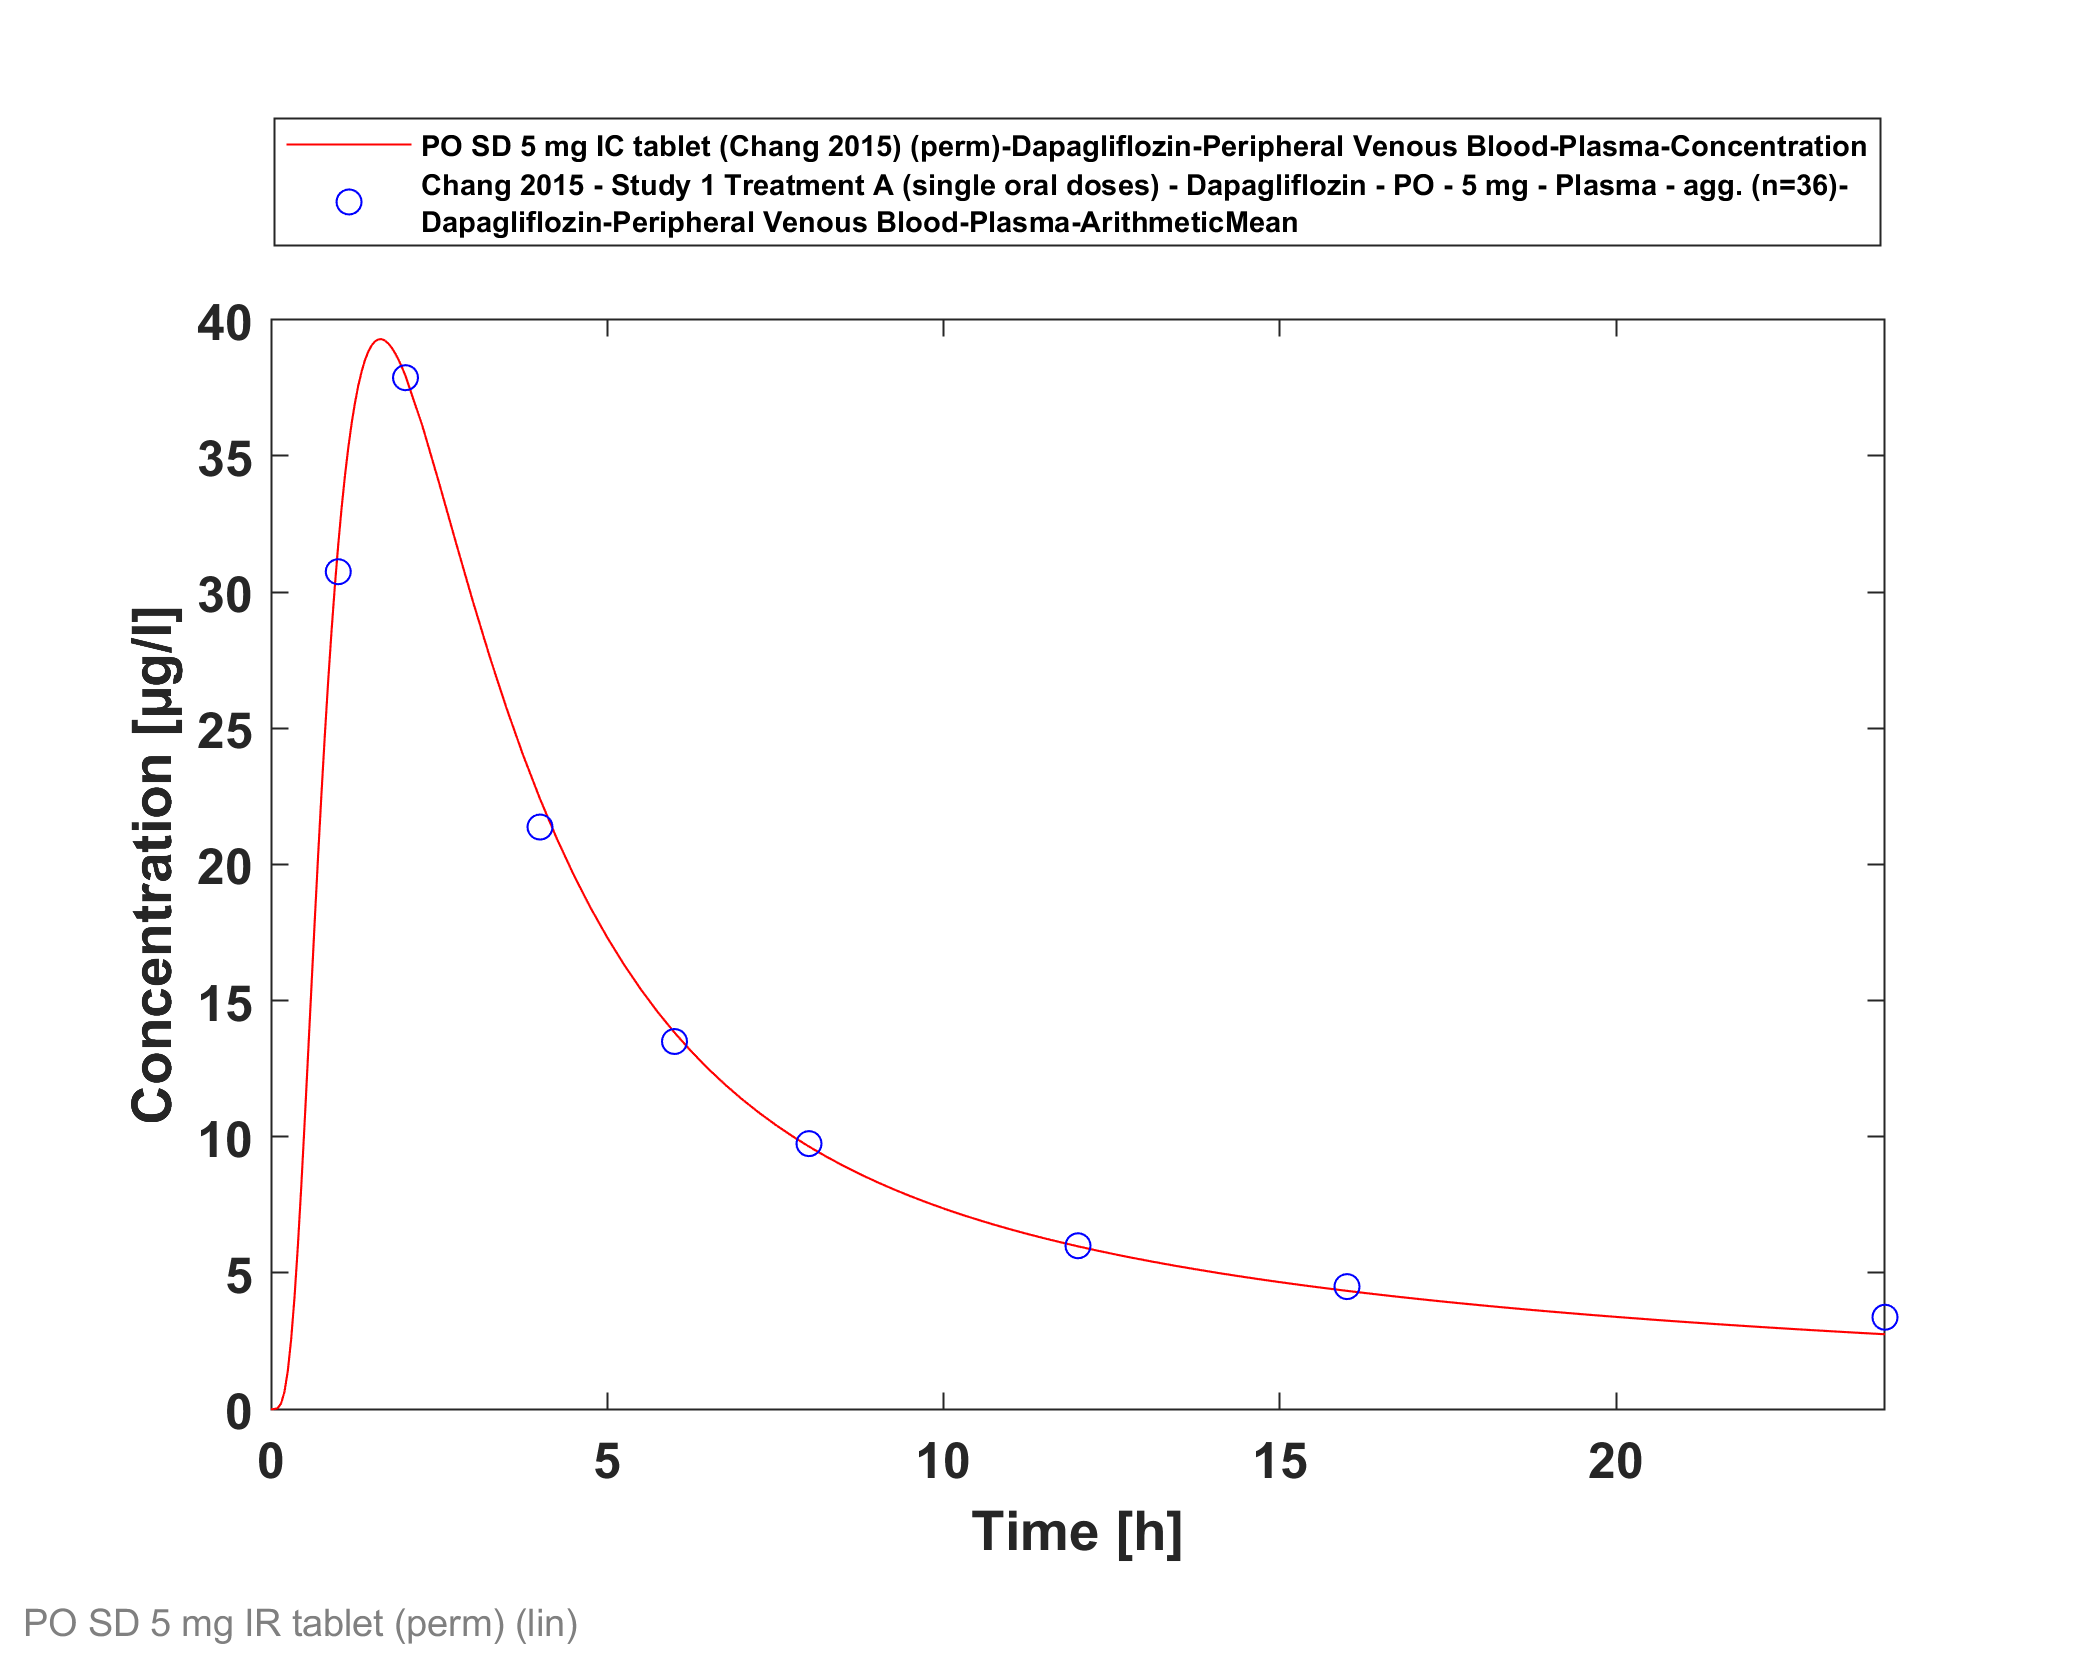 PO SD 5 mg IC tablet (Chang 2015) (perm)-Dapagliflozin-Peripheral Venous Blood-Plasma-Concentration
Chang 2015 - Study 1 Treatment A (single oral doses) - Dapagliflozin - PO - 5 mg - Plasma - agg. (n=36)-
Dapagliflozin-Peripheral Venous Blood-Plasma-ArithmeticMean
40
35
30
25
20
15
10
5
0
Concentration [µg/l]
0 5 10 15 20
Time [h]
PO SD 5 mg IR tablet (perm) (lin)